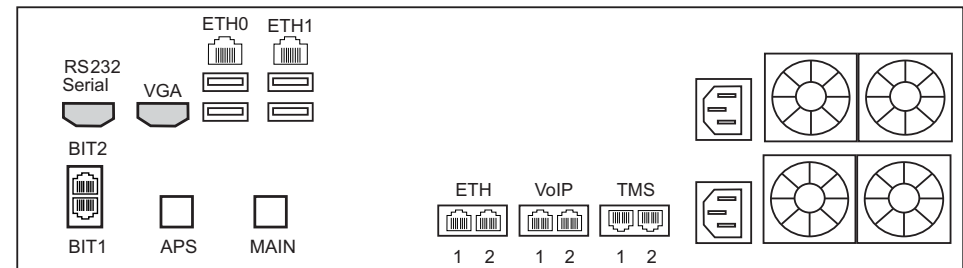 ETH0 ETH1
RS232
Serial
VGA
BIT2
BIT1 APS MAIN
ETH VoIP TMS
1 2 1 2 1 2